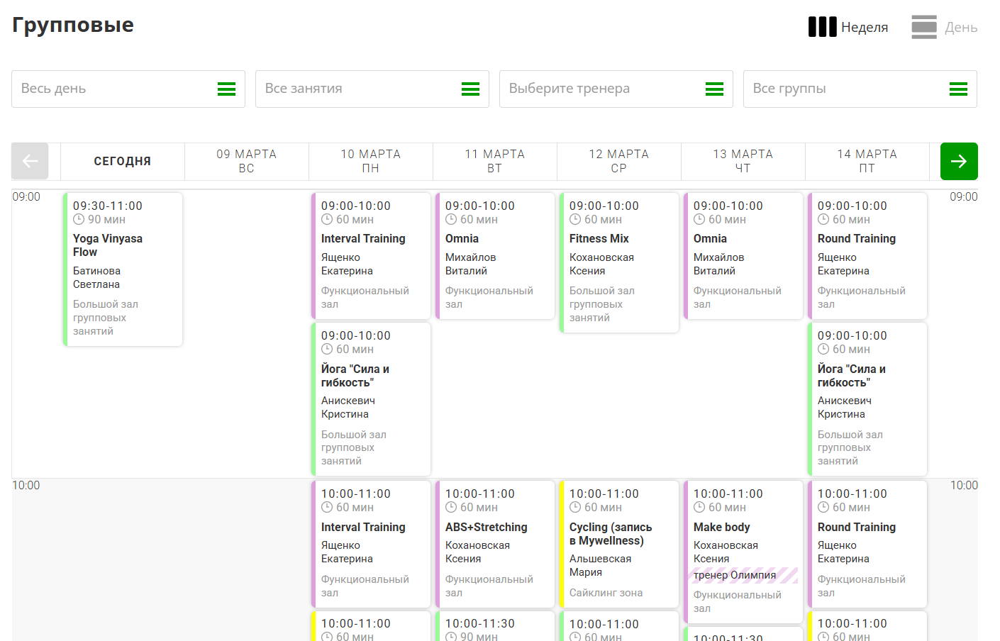 Групповые
Неделя
День
Весь день
Все занятия
Выберите тренера
Все группы
СЕГОДНЯ
09 МАРТА
ВС
10 МАРТА
ПН
11 МАРТА
ВТ
12 МАРТА
СР
13 МАРТА
ЧТ
14 МАРТА
ПТ
09:00
09:30-11:00
90 мин
Yoga Vinyasa
Flow
Батинова
Светлана
Большой зал
групповых
занятий
09:00-10:00
60 мин
Interval Training
Ященко
Екатерина
Функциональный
зал
09:00-10:00
60 мин
Йога "Сила и
гибкость"
Анискевич
Кристина
Большой зал
групповых
занятий
09:00-10:00
60 мин
Omnia
Михайлов
Виталий
Функциональный
зал
09:00-10:00
60 мин
Fitness Mix
Кохановская
Ксения
Большой зал
групповых
занятий
09:00-10:00
60 мин
Omnia
Михайлов
Виталий
Функциональный
зал
09:00-10:00
60 мин
Round Training
Ященко
Екатерина
Функциональный
зал
09:00-10:00
60 мин
Йога "Сила и
гибкость"
Анискевич
Кристина
Большой зал
групповых
занятий
09:00
10:00
10:00-11:00
60 мин
Interval Training
Ященко
Екатерина
Функциональный
зал
10:00-11:00
60 мин
10:00-11:00
60 мин
ABS+Stretching
Кохановская
Ксения
Функциональный
зал
10:00-11:30
90 мин
10:00-11:00
60 мин
Cycling (запись
в Mywellness)
Альшевская
Мария
Сайклинг зона
10:00-11:00
60 мин
10:00-11:00
60 мин
Make body
Кохановская
Ксения
тренер Олимпия
Функциональный
зал
10:00-11:30
10:00-11:00
60 мин
Round Training
Ященко
Екатерина
Функциональный
зал
10:00-11:00
60 мин
10:00